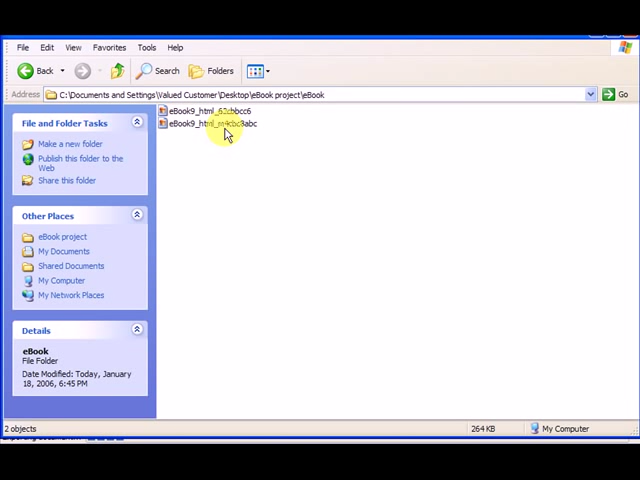 File Edit View Favorites Tools Help
Back Search Folders
Address C:\Documents and Settings\Valued Customer\Desktop\eBook project\eBook Go
File and Folder Tasks
Make a new folder
Publish this folder to the
Web
Share this folder
Other Places
eBook project
My Documents
Shared Documents
My Computer
My Network Places
Details
eBook
File Folder
Date Modified: Today, January
18, 2006, 6:45 PM
eBook9_html_62cbbcc6
2 objects 264 KB My Computer